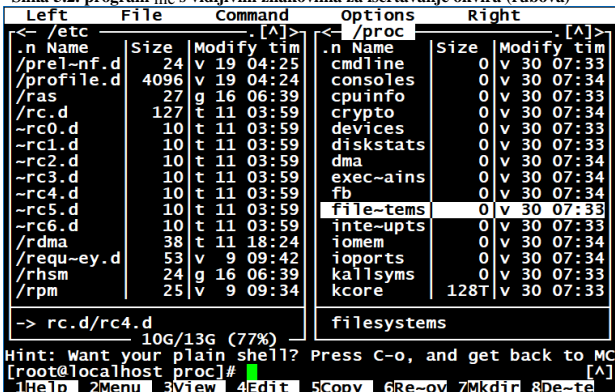 Slika 6.2: program mc s vidljivim znakovima za iscrtavanje okvira (rubova)
Left File Command Options Right
<─ /etc ─.[^]>
<─ /proc ─.[^]>
.n Name |Size |Modify tim
/prel~nf.d| 24|v 19 04:25
/profile.d| 4096|v 19 04:24
/ras | 27|g 16 06:39
/rc.d | 127|t 11 03:59
~rc0.d | 10|t 11 03:59
~rc1.d | 10|t 11 03:59
~rc2.d | 10|t 11 03:59
~rc3.d | 10|t 11 03:59
~rc4.d | 10|t 11 03:59
~rc5.d | 10|t 11 03:59
~rc6.d | 10|t 11 03:59
/rdma | 38|t 11 18:24
/requ~ey.d| 53|v 9 09:42
/rhsm | 24|g 16 06:39
/rpm | 25|v 9 09:34
-> rc.d/rc4.d
10G/13G (77%)
.n Name |Size |Modify tim
cmdline | 0|v 30 07:33
consoles | 0|v 30 07:33
cpuinfo | 0|v 30 07:33
crypto | 0|v 30 07:33
devices | 0|v 30 07:33
diskstats| 0|v 30 07:33
dma | 0|v 30 07:33
exec~ains| 0|v 30 07:33
fb | 0|v 30 07:33
file~tems| 0|v 30 07:33
inte~upts| 0|v 30 07:33
iomem | 0|v 30 07:33
ioports | 0|v 30 07:33
kallsyms | 0|v 30 07:33
kcore | 128T|v 30 07:33
filesystems
Hint: Want your plain shell? Press C-o, and get back to MC
[root@localhost proc]# [^]
1Help 2Menu 3View 4Edit 5Copy 6Re~ov 7Mkdir 8De~te